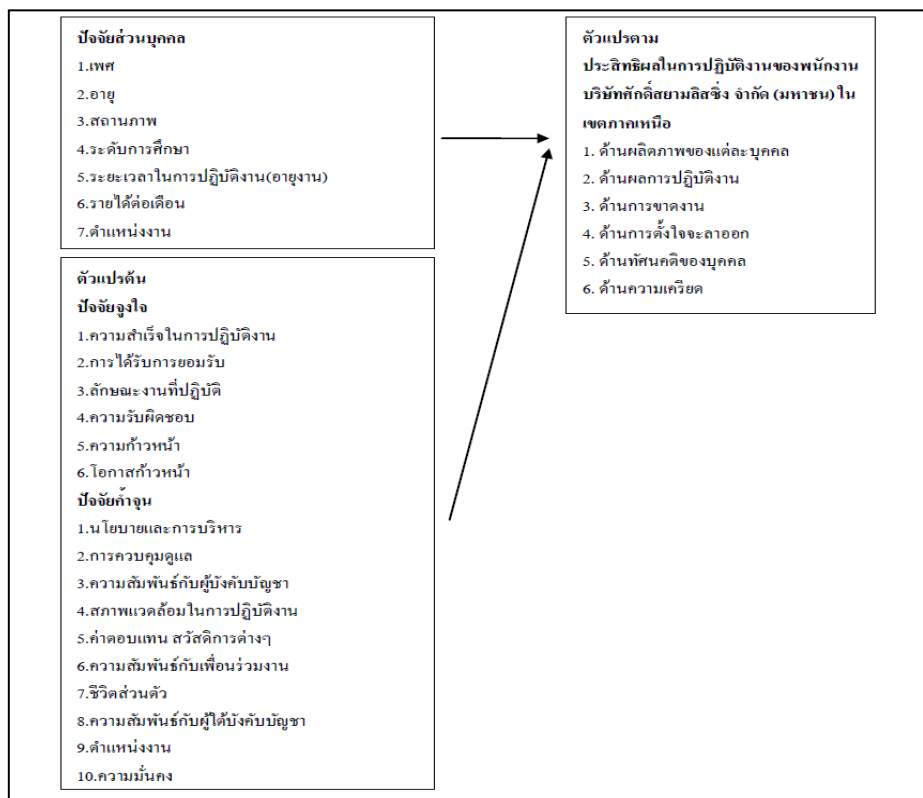 ปัจจัยส่วนบุคคล
1.เพศ
2.อายุ
3.สถานภาพ
4.ระดับการศึกษา
5.ระยะเวลาในการปฏิบัติงาน(อายุงาน)
6.รายได้ต่อเดือน
7.ตำแหน่งงาน
ตัวแปรต้น
ปัจจัยจูงใจ
1.ความสำเร็จในการปฏิบัติงาน
2.การได้รับการยอมรับ
3.ลักษณะงานที่ปฏิบัติ
4.ความรับผิดชอบ
5.ความก้าวหน้า
6.โอกาสก้าวหน้า
ปัจจัยค้ำจุน
1.นโยบายและการบริหาร
2.การควบคุมดูแล
3.ความสัมพันธ์กับผู้บังคับบัญชา
4.สภาพแวดล้อมในการปฏิบัติงาน
5.ค่าตอบแทน สวัสดิการต่างๆ
6.ความสัมพันธ์กับเพื่อนร่วมงาน
7.ชีวิตส่วนตัว
8.ความสัมพันธ์กับผู้ใต้บังคับบัญชา
9.ตำแหน่งงาน
10.ความมั่นคง
ตัวแปรตาม
ประสิทธิผลในการปฏิบัติงานของพนักงาน
บริษัทศักดิ์สยามลิสซิ่ง จำกัด (มหาชน) ใน
เขตภาคเหนือ
1. ด้านผลิตภาพของแต่ละบุคคล
2. ด้านผลการปฏิบัติงาน
3. ด้านการขาดงาน
4. ด้านการตั้งใจจะลาออก
5. ด้านทัศนคติของบุคคล
6. ด้านความเครียด